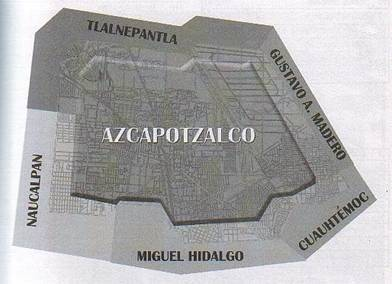 TLALNEPANTLA
GUSTAVO A. MADERO
AZCAPOTZALCO
NAUCALPAN
CUAUHTÉMOC
MIGUEL HIDALGO